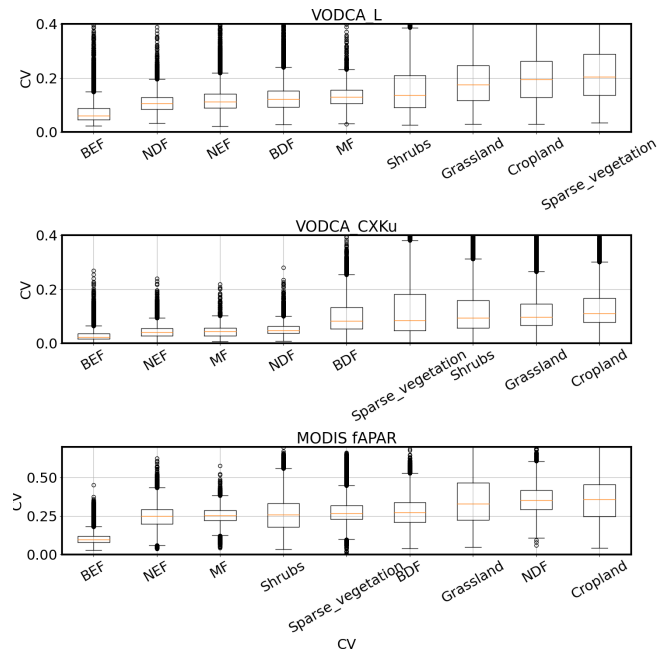 VODCA_L
0.4
0.2
0.0
CV
BEF
NDF
NEF
BDF
MF
Shrubs
Grassland
Cropland
Sparse_vegetation
VODCA_CXKu
0.4
0.2
0.0
CV
BEF
NEF
MF
NDF
BDF
Sparse_vegetation
Shrubs
Grassland
Cropland
MODIS fAPAR
0.50
0.25
0.00
CV
BEF
NEF
MF
Shrubs
Sparse_vegetation
BDF
Grassland
NDF
Cropland
CV